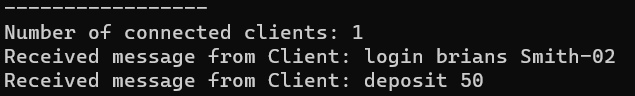 -----------------
Number of connected clients: 1
Received message from Client: login brians Smith-02
Received message from Client: deposit 50